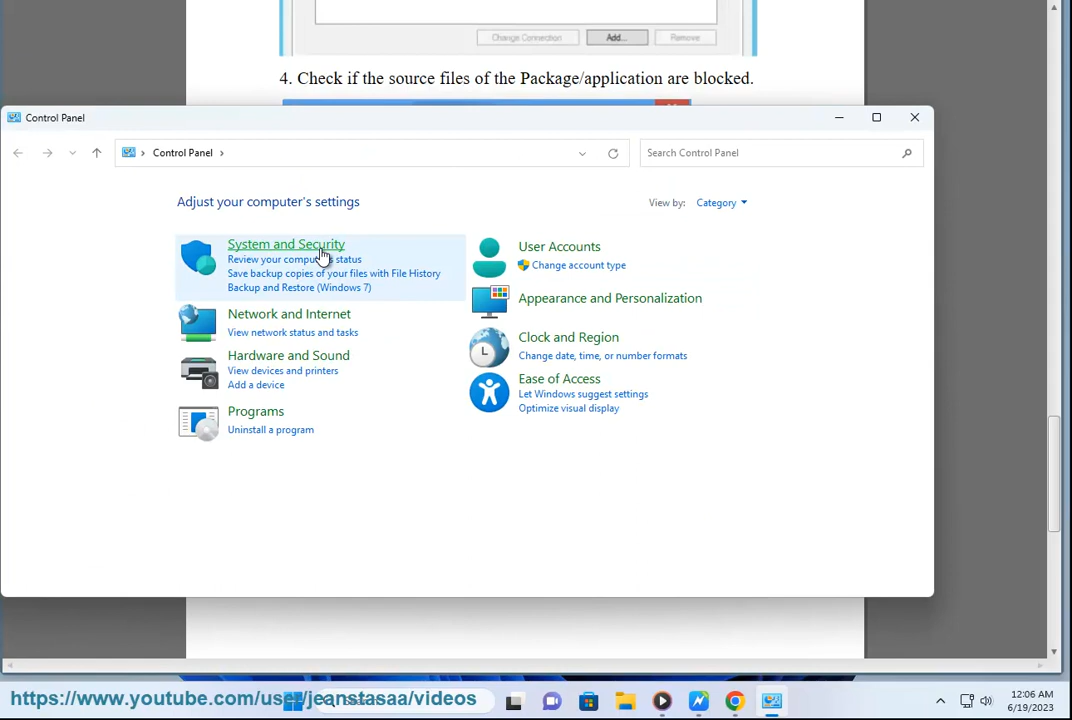 Change Connection Add... Remove
4. Check if the source files of the Package/application are blocked.
Control Panel
Control Panel
Search Control Panel
Adjust your computer's settings
View by: Category
System and Security
Review your computer's status
Save backup copies of your files with File History
Backup and Restore (Windows 7)
Network and Internet
View network status and tasks
Hardware and Sound
View devices and printers
Add a device
Programs
Uninstall a program
User Accounts
Change account type
Appearance and Personalization
Clock and Region
Change date, time, or number formats
Ease of Access
Let Windows suggest settings
Optimize visual display
https://www.youtube.com/user/jeanstasaa/videos
12:06 AM
6/19/2023